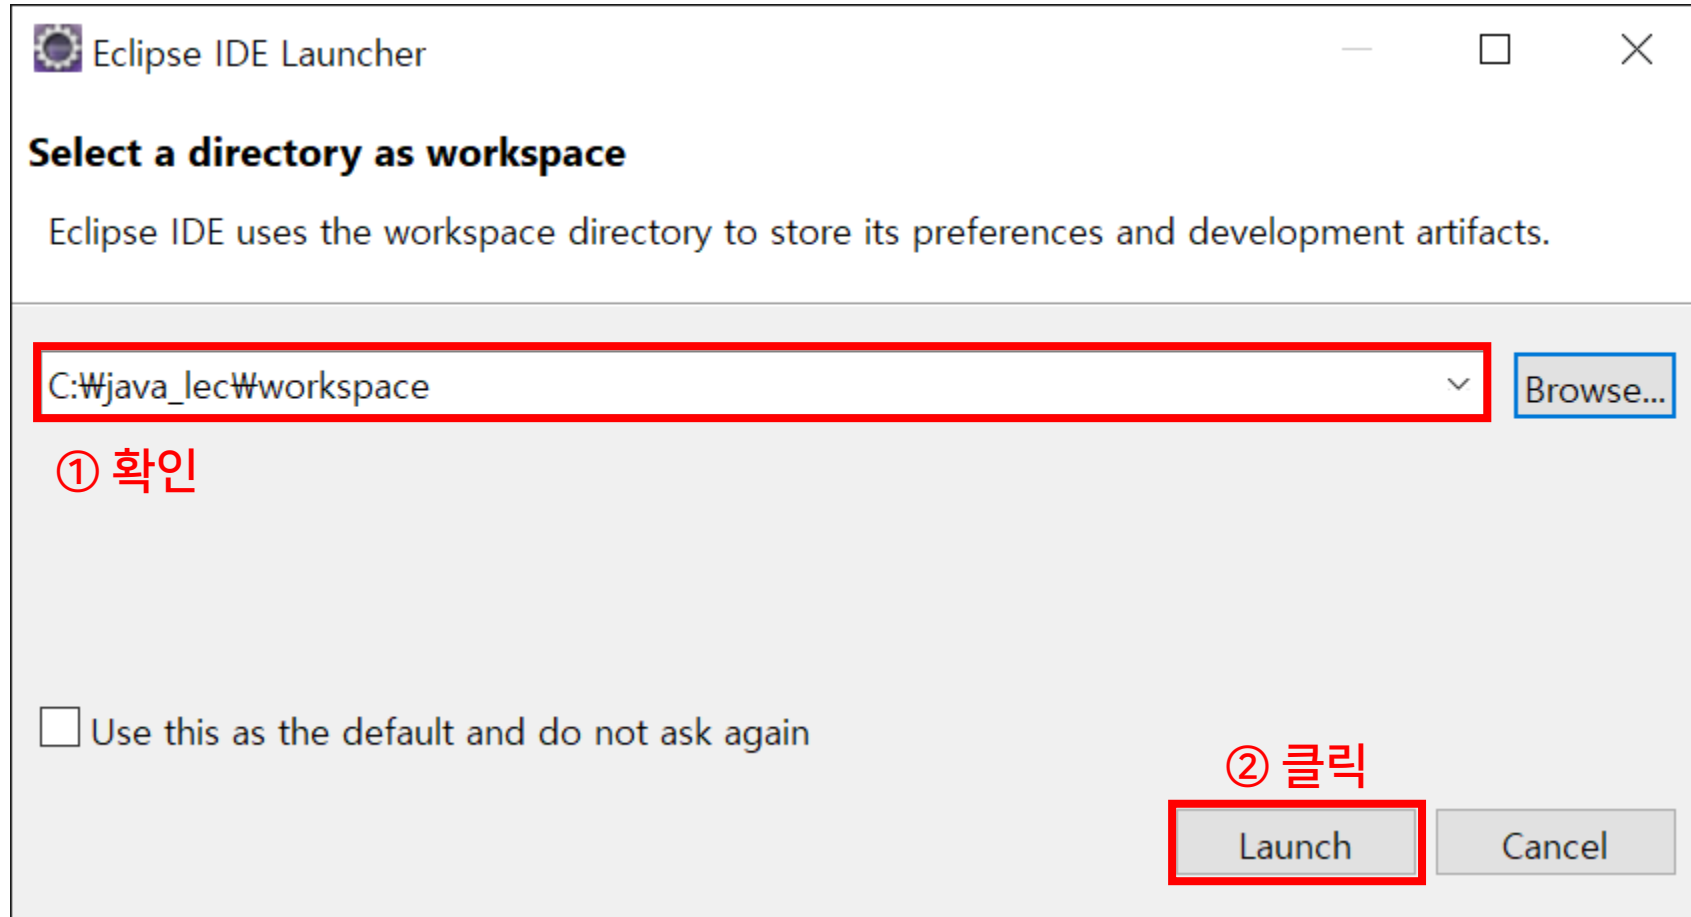 Eclipse IDE Launcher
Select a directory as workspace
Eclipse IDE uses the workspace directory to store its preferences and development artifacts.
C:₩java_lec₩workspace
Browse...
① 확인
Use this as the default and do not ask again
② 클릭
Launch
Cancel